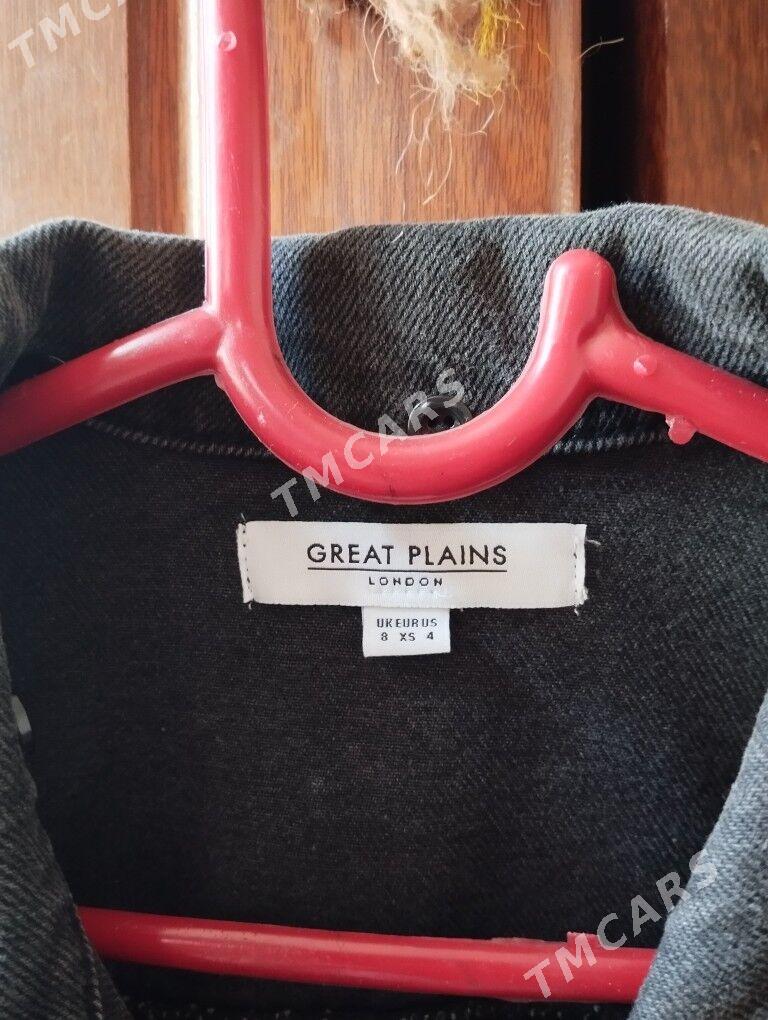 TMCARS
TMCARS
GREAT PLAINS
LONDON
UK EUR US
8 XS 4
TMCARS